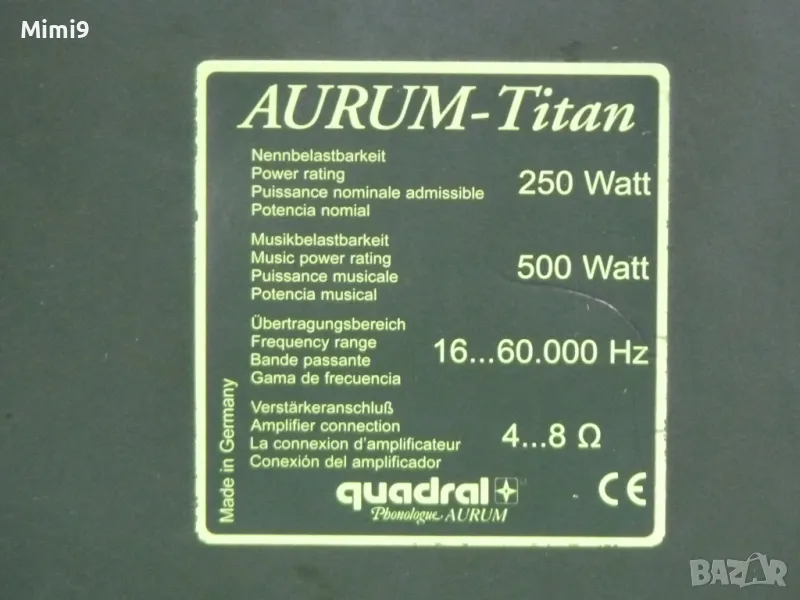 Mimi9
AURUM-Titan
Nennbelastbarkeit
Power rating
Puissance nominale admissible
Potencia nomial
250 Watt
Musikbelastbarkeit
Music power rating
Puissance musicale
Potencia musical
500 Watt
Übertragungsbereich
Frequency range
Bande passante
Gama de frecuencia
16...60.000 Hz
Verstärkeranschluß
Amplifier connection
La connexion d'amplificateur
Conexión del amplificador
4...8 Ω
Made in Germany
quadral
Phonologue AURUM
CE
BAZAR